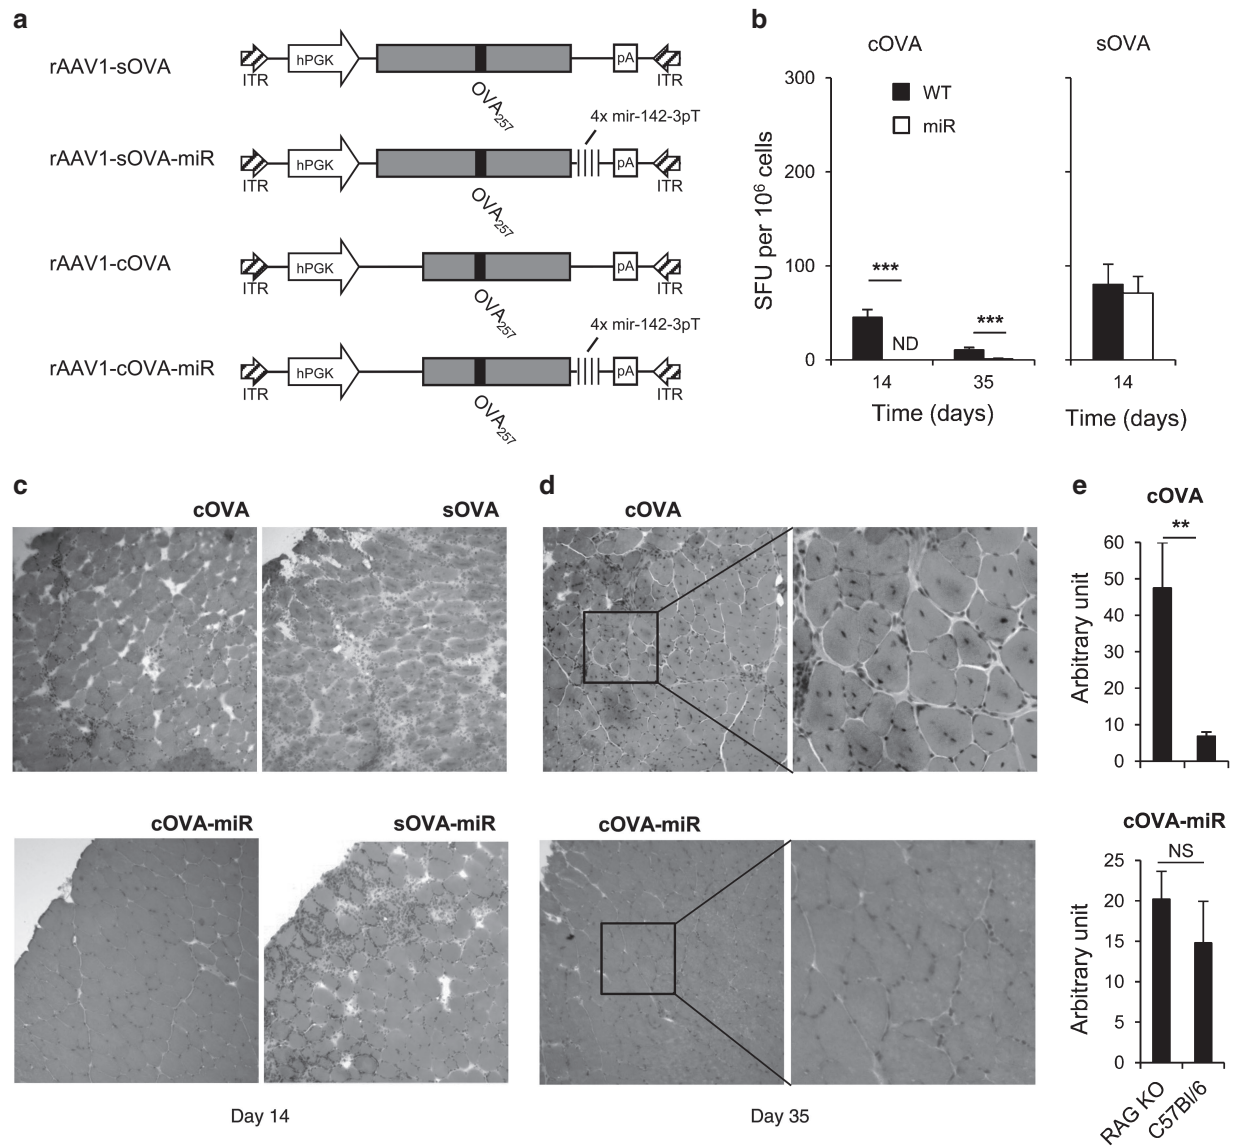 a
rAAV1-sOVA
ITR
hPGK
OVA257
pA
ITR
4x mir-142-3pT
rAAV1-sOVA-miR
ITR
hPGK
OVA257
pA
ITR
rAAV1-cOVA
ITR
hPGK
OVA257
pA
ITR
4x mir-142-3pT
rAAV1-cOVA-miR
ITR
hPGK
OVA257
pA
ITR
b
cOVA
sOVA
WT
miR
SFU per 10⁶ cells
300
200
100
0
***
ND
***
14
35
14
Time (days)
Time (days)
c
cOVA
sOVA
cOVA-miR
sOVA-miR
Day 14
d
cOVA
cOVA-miR
Day 35
e
cOVA
**
Arbitrary unit
60
50
40
30
20
10
0
cOVA-miR
NS
Arbitrary unit
25
20
15
10
5
0
RAG KO
C57Bl/6